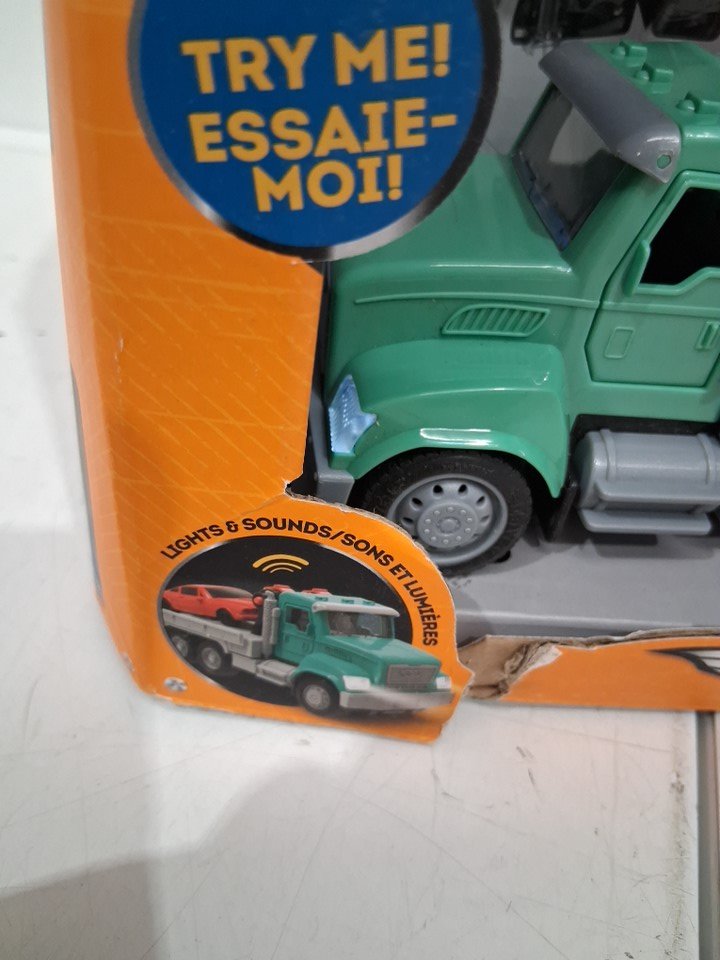 TRY ME!
ESSAIE-
MOI!
LIGHTS & SOUNDS/SONS ET LUMIÈRES